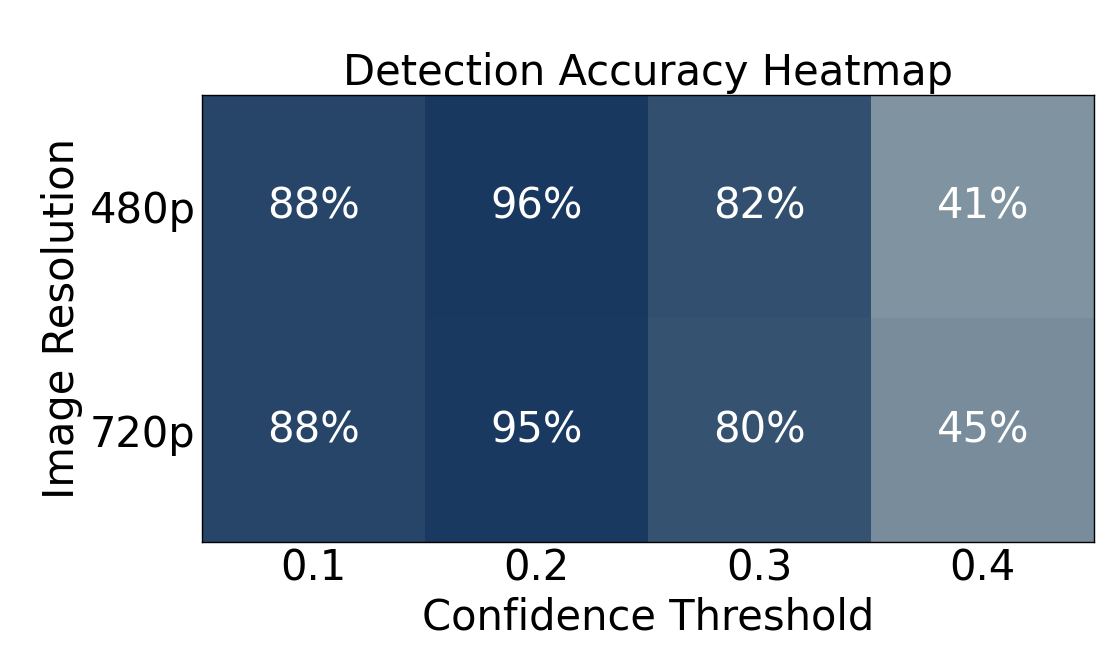 Detection Accuracy Heatmap
Image Resolution
480p 88% 96% 82% 41%
720p 88% 95% 80% 45%
0.1 0.2 0.3 0.4
Confidence Threshold